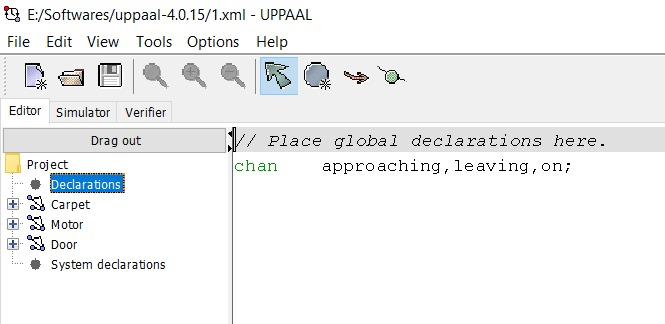 E:/Softwares/uppaal-4.0.15/1.xml - UPPAAL
File Edit View Tools Options Help
Editor Simulator Verifier
Drag out
Project
Declarations
Carpet
Motor
Door
System declarations
// Place global declarations here.
chan approaching,leaving,on;